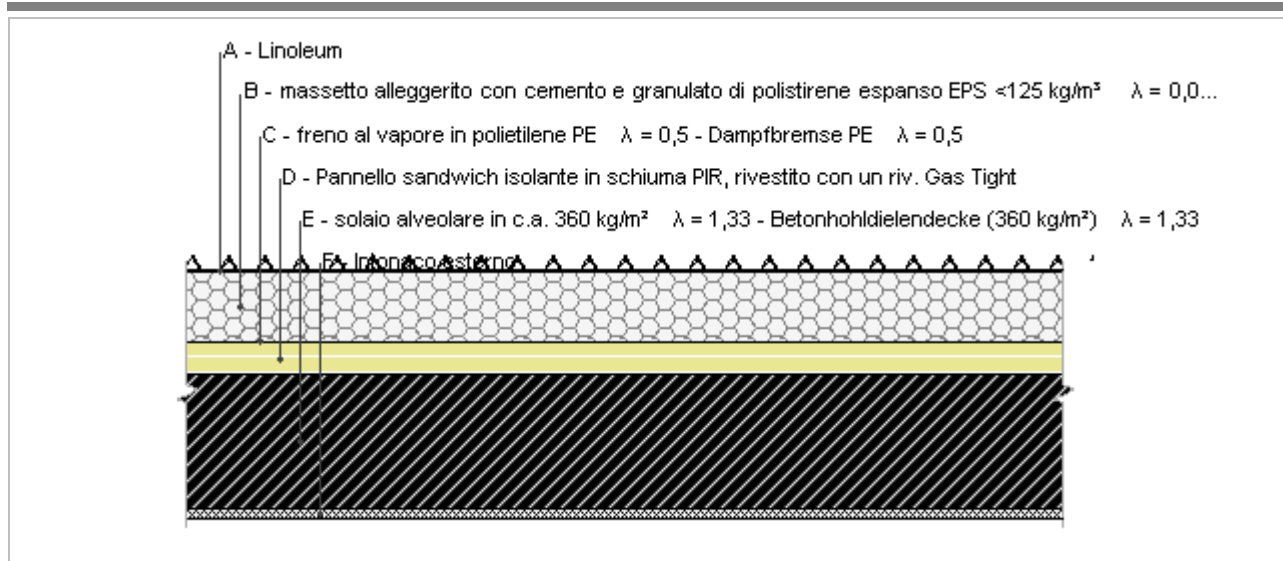 A - Linoleum
B - massetto alleggerito con cemento e granulato di polistirene espanso EPS <125 kg/m³ λ = 0,0...
C - freno al vapore in polietilene PE λ = 0,5 - Dampfbremse PE λ = 0,5
D - Pannello sandwich isolante in schiuma PIR, rivestito con un riv. Gas Tight
E - solaio alveolare in c.a. 360 kg/m² λ = 1,33 - Betonhohldielendecke (360 kg/m²) λ = 1,33
F - Intonaco esterno